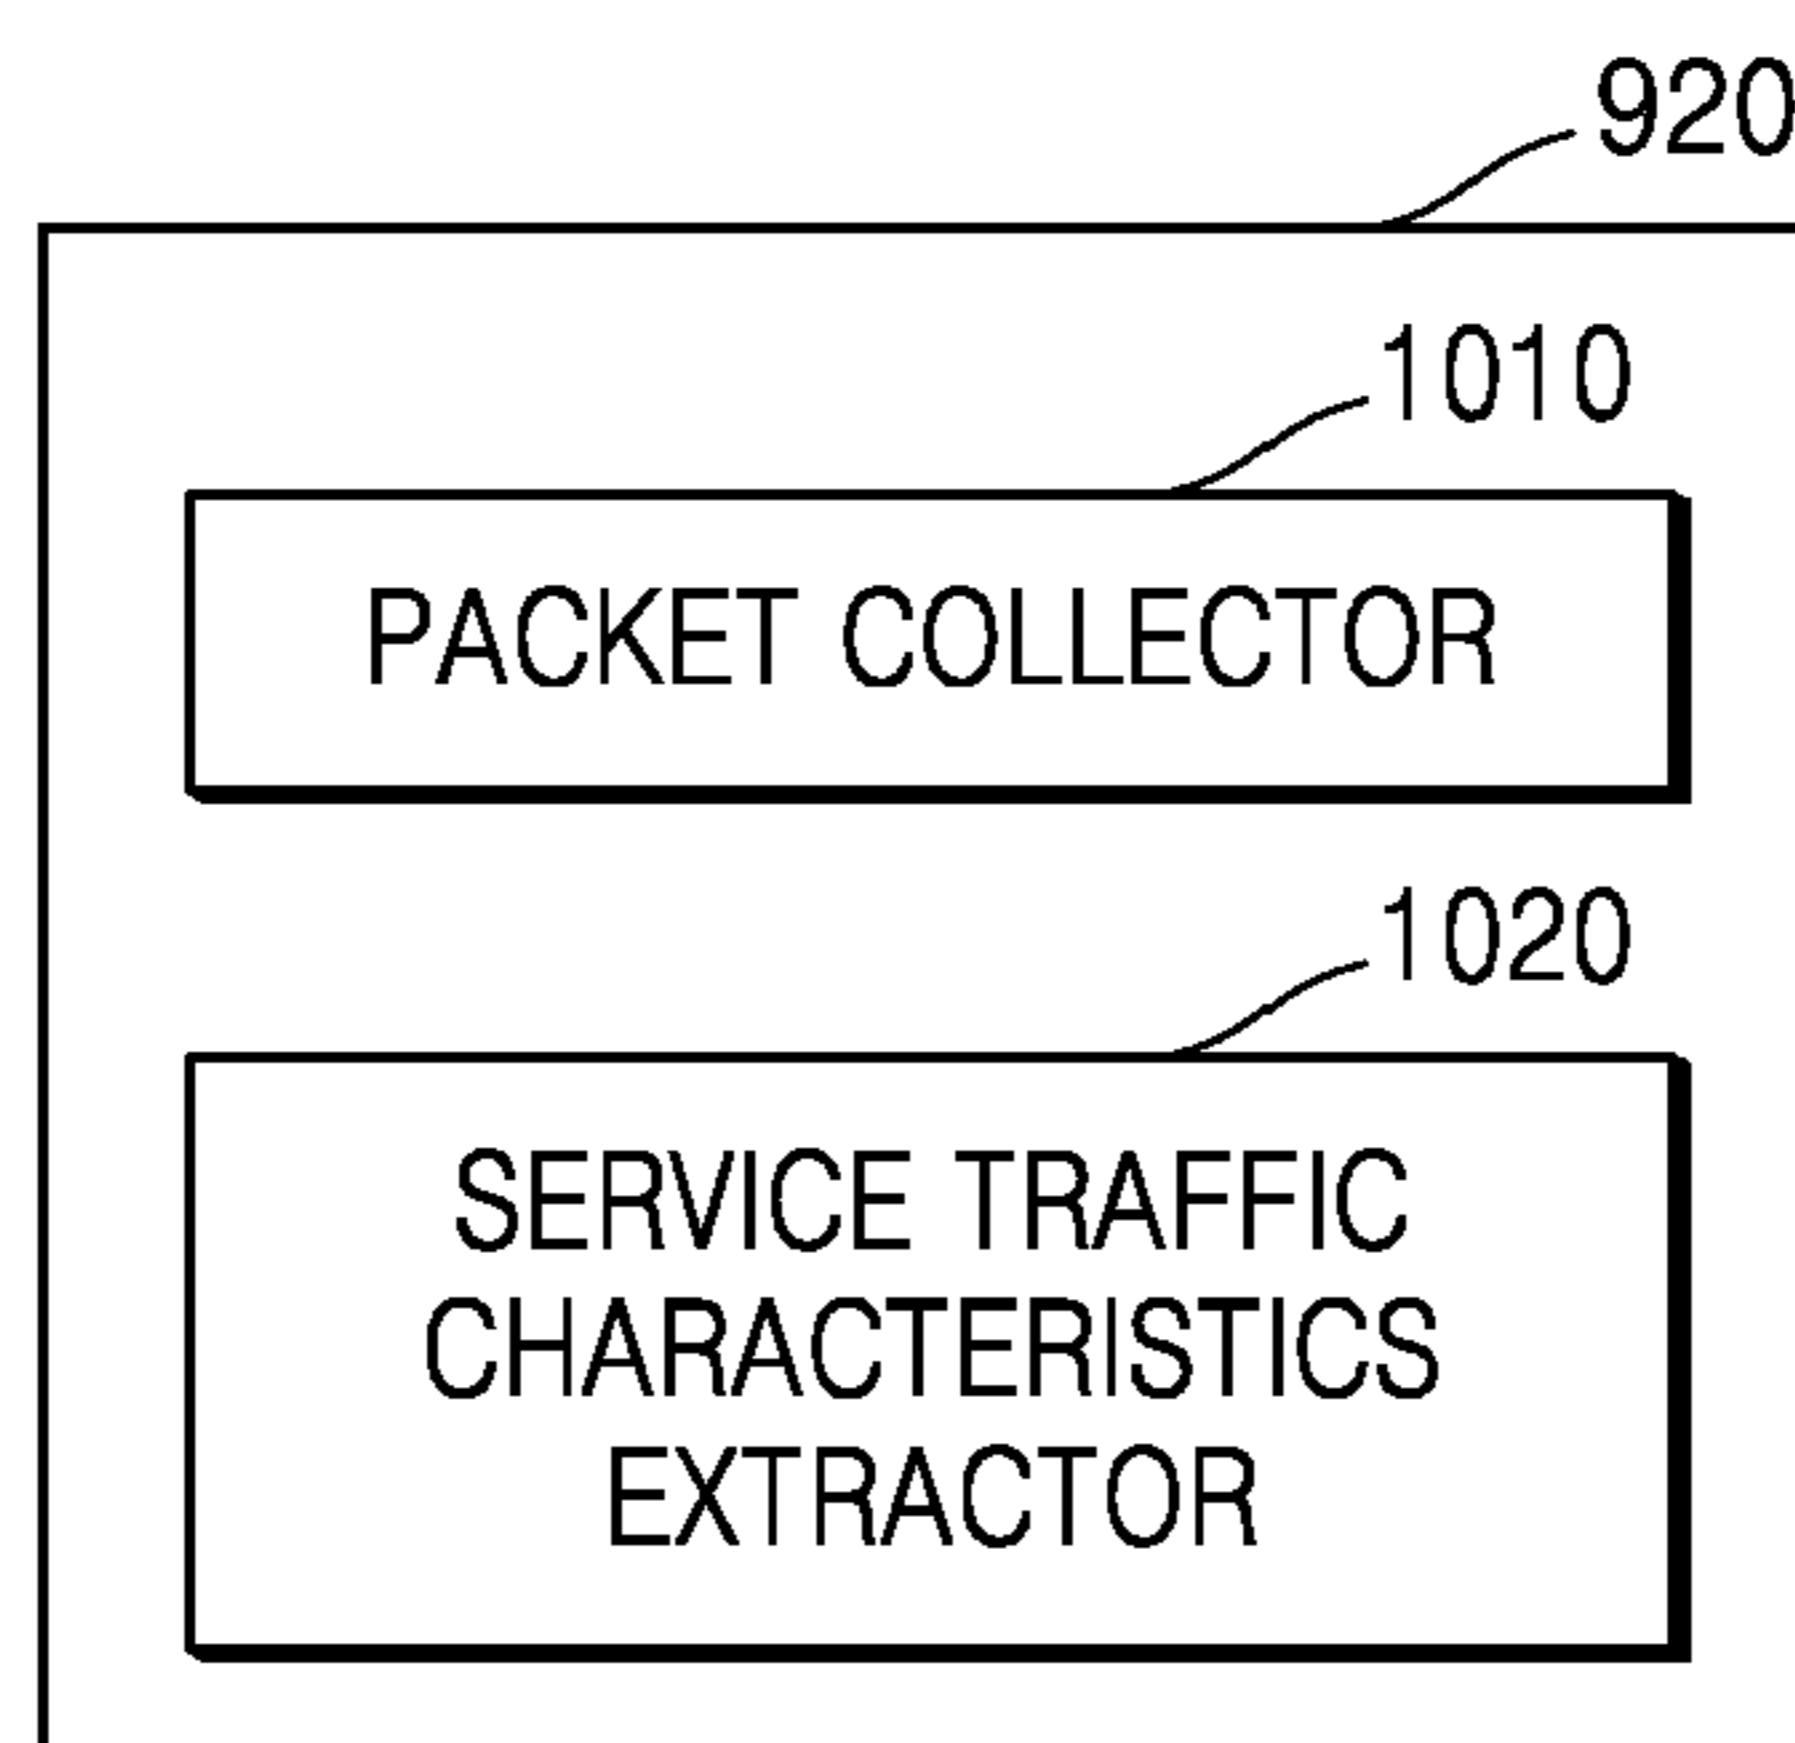 920
1010
PACKET COLLECTOR
1020
SERVICE TRAFFIC
CHARACTERISTICS
EXTRACTOR